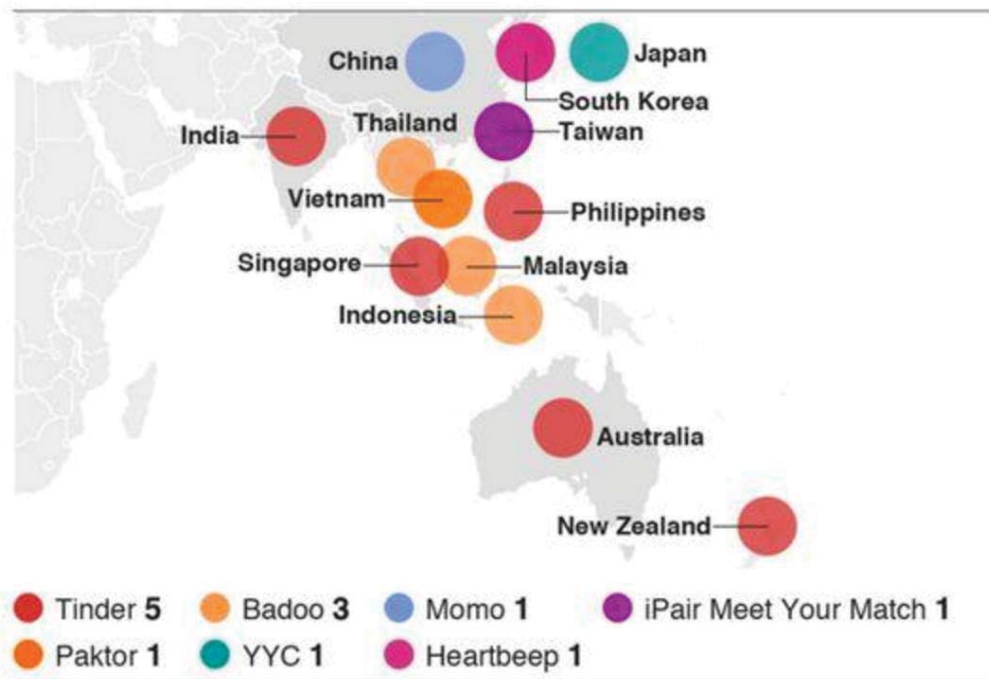 China
Japan
South Korea
Thailand
India
Taiwan
Vietnam
Philippines
Singapore
Malaysia
Indonesia
Australia
New Zealand
Tinder 5
Badoo 3
Momo 1
iPair Meet Your Match 1
Paktor 1
YYC 1
Heartbeep 1